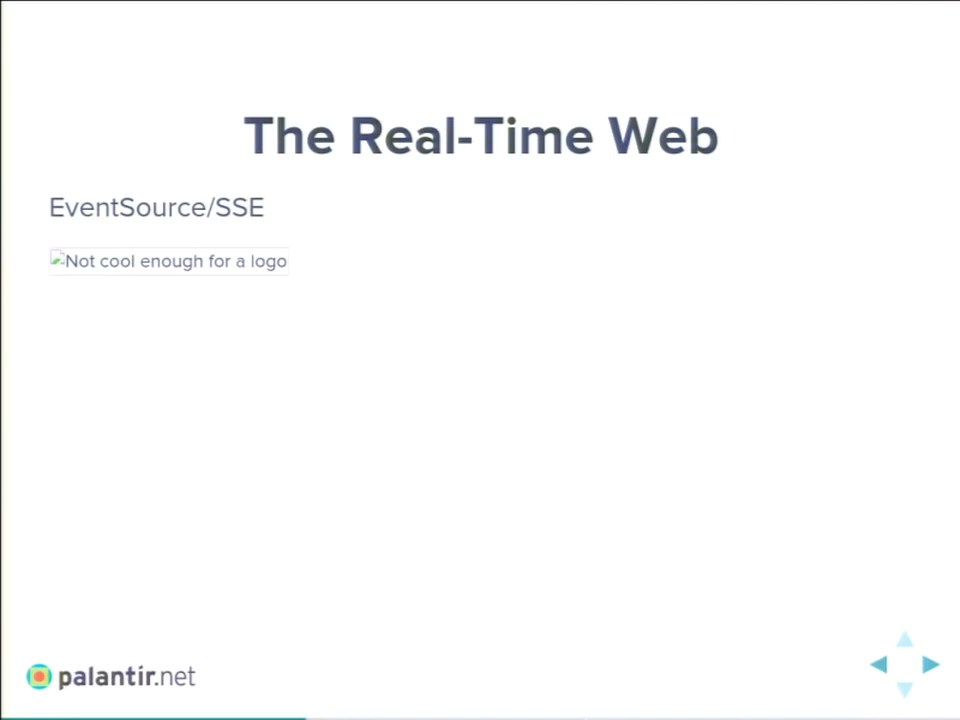 The Real-Time Web
EventSource/SSE
Not cool enough for a logo
palantir.net